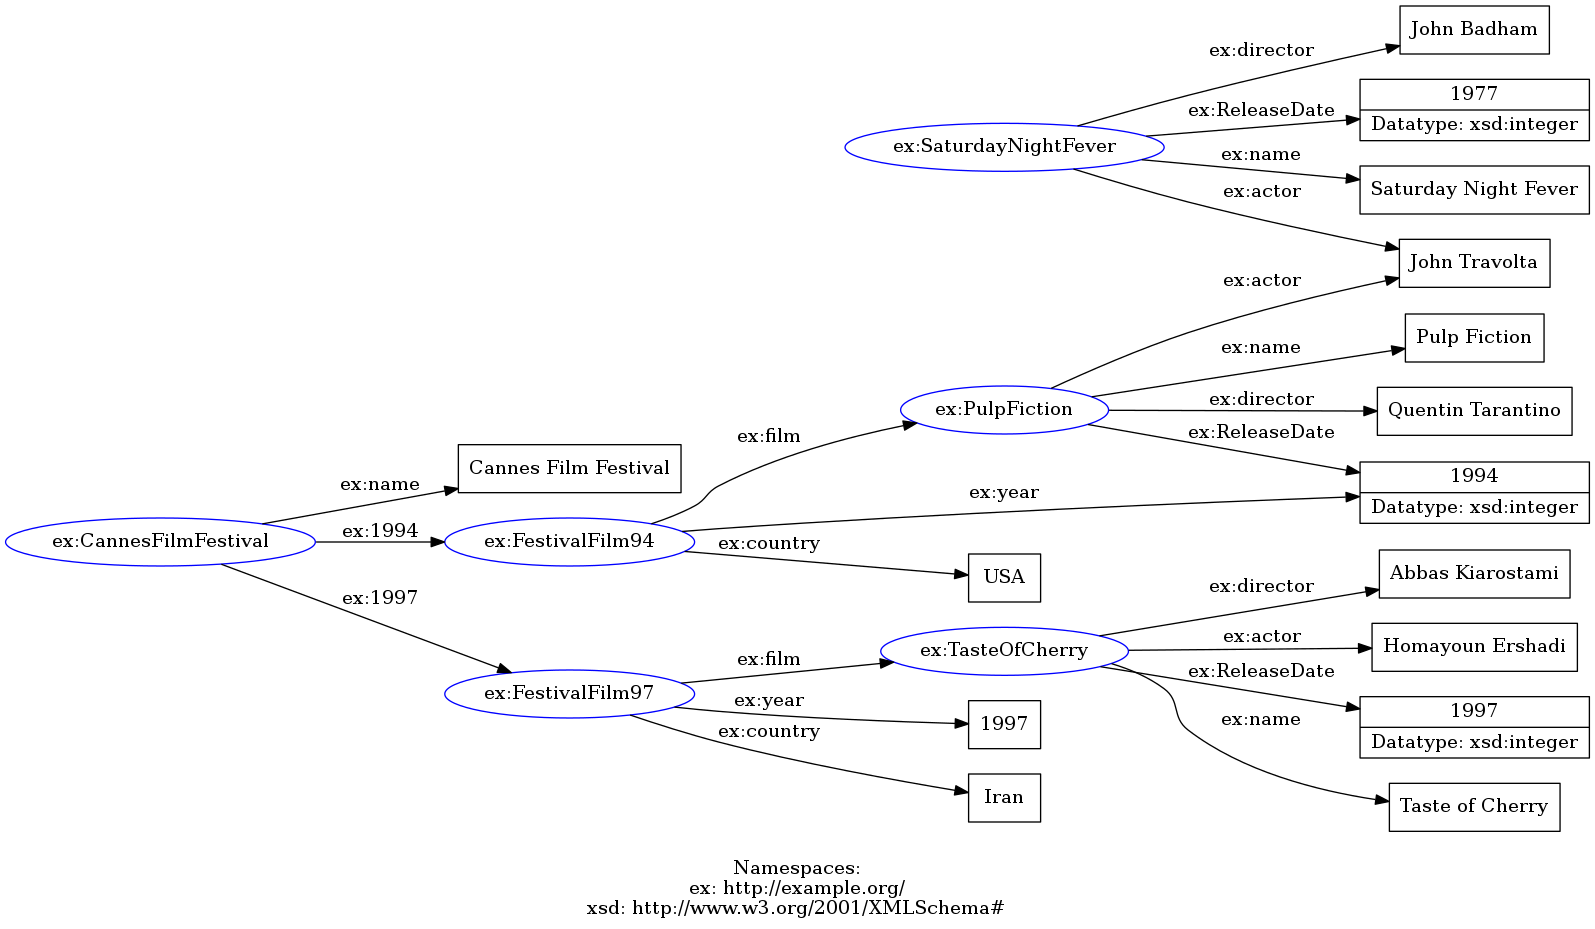 John Badham
ex:director
1977
ex:ReleaseDate
Datatype: xsd:integer
ex:SaturdayNightFever
ex:name
Saturday Night Fever
ex:actor
John Travolta
ex:actor
Pulp Fiction
ex:name
ex:PulpFiction
ex:director
Quentin Tarantino
ex:ReleaseDate
ex:film
Cannes Film Festival
1994
ex:name
ex:year
Datatype: xsd:integer
ex:1994
ex:CannesFilmFestival
ex:FestivalFilm94
ex:country
USA
Abbas Kiarostami
ex:director
ex:1997
ex:actor
Homayoun Ershadi
ex:TasteOfCherry
ex:film
ex:ReleaseDate
ex:FestivalFilm97
ex:year
1997
1997
ex:name
Datatype: xsd:integer
ex:country
Iran
Taste of Cherry
Namespaces:
ex: http://example.org/
xsd: http://www.w3.org/2001/XMLSchema#